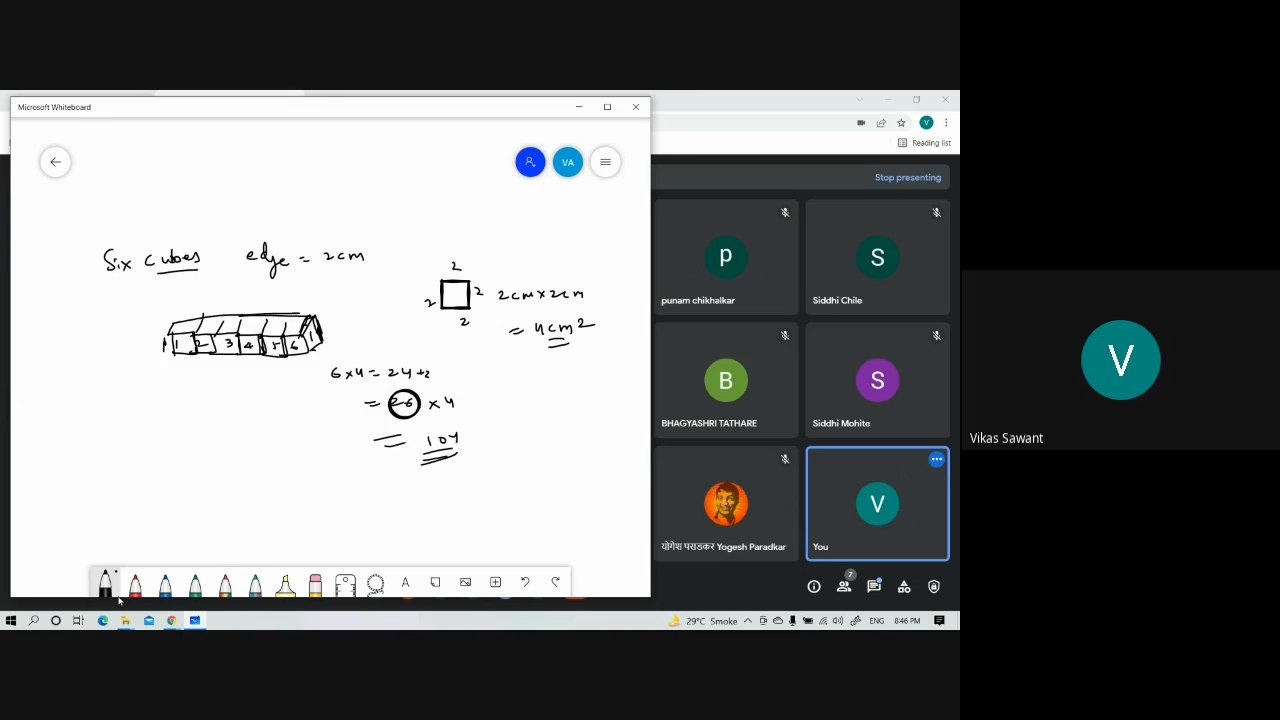 Microsoft Whiteboard
Reading list
VA
Stop presenting
Six cubes edge = 2cm
2
2 2 2cm x 2cm
2
= 4cm2
1 2 3 4 5 6
6 x 4 = 24 +2
= 26 x 4
= 104
p
punam chikhalkar
S
Siddhi Chile
B
BHAGYASHRI TATHARE
S
Siddhi Mohite
योगेश पराडकर Yogesh Paradkar
V
You
7
V
Vikas Sawant
A
29°C Smoke ENG 8:46 PM